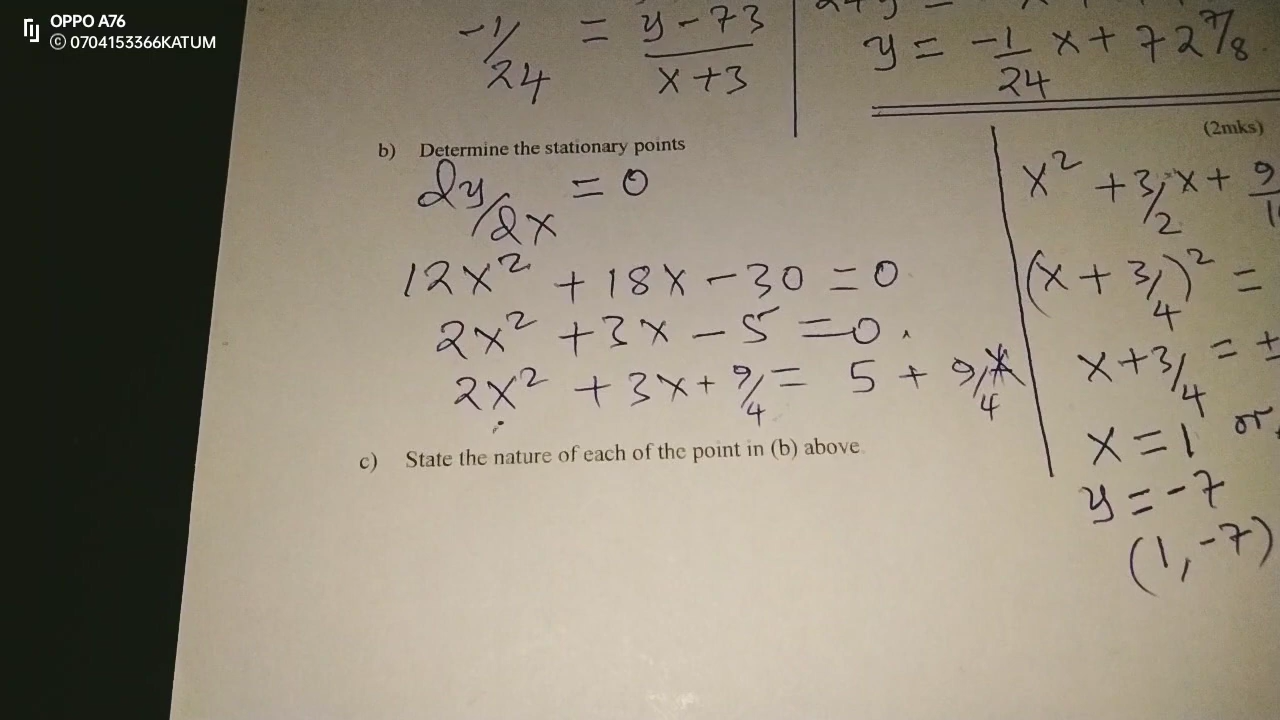 OPPO A76
© 0704153366KATUM
-1/24 = y-73/x+3
y = -1/24 x + 72 7/8
b) Determine the stationary points
(2mks)
dy/dx = 0
12x² + 18x - 30 = 0
2x² + 3x - 5 = 0.
2x² + 3x + 9/4 = 5 + 9/4
x² + 3/2 x + 9
(x + 3/4)² =
x + 3/4 = ±
x = 1 or
y = -7
(1, -7)
c) State the nature of each of the point in (b) above